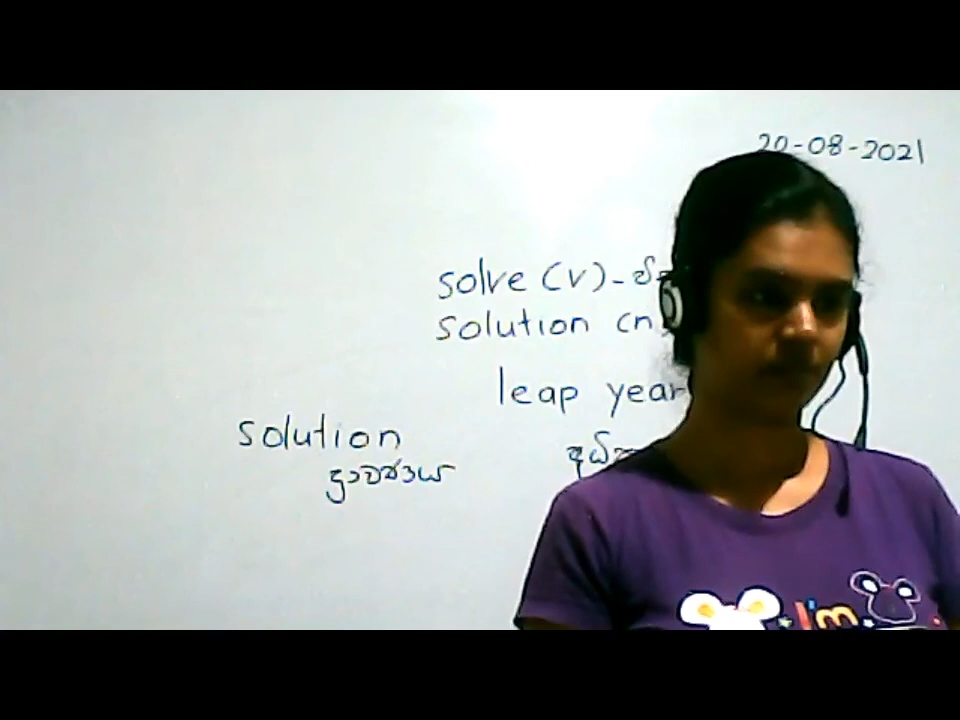 20-08-2021
solve (v) -
solution (n)
leap year
solution
ද්‍රාවණය
I'm